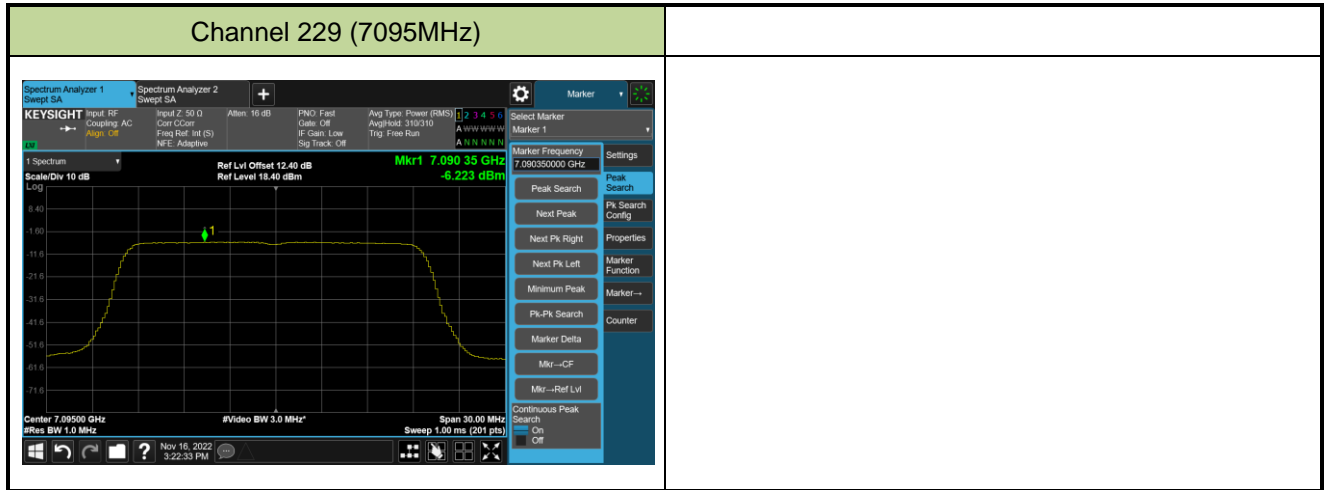 Channel 229 (7095MHz)
Spectrum Analyzer 1
Swept SA
Spectrum Analyzer 2
Swept SA
+
Marker
KEYSIGHT
Input: RF
Coupling: AC
Align: Off
Input Z: 50 Ω
Corr CCorr
Freq Ref: Int (S)
NFE: Adaptive
Atten: 16 dB
PNO: Fast
Gate: Off
IF Gain: Low
Sig Track: Off
Avg Type: Power (RMS)
Avg|Hold: 310/310
Trig: Free Run
1 2 3 4 5 6
A W W W W W
A N N N N N
Select Marker
Marker 1
1 Spectrum
Scale/Div 10 dB
Log
Ref Lvl Offset 12.40 dB
Ref Level 18.40 dBm
Mkr1 7.090 35 GHz
-6.223 dBm
8.40
-1.60
-11.6
-21.6
-31.6
-41.6
-51.6
-61.6
-71.6
1
Center 7.09500 GHz
#Res BW 1.0 MHz
#Video BW 3.0 MHz*
Span 30.00 MHz
Sweep 1.00 ms (201 pts)
Marker Frequency
7.090350000 GHz
Peak Search
Next Peak
Next Pk Right
Next Pk Left
Minimum Peak
Pk-Pk Search
Marker Delta
Mkr→CF
Mkr→Ref Lvl
Continuous Peak
Search
On
Off
Settings
Peak
Search
Pk Search
Config
Properties
Marker
Function
Marker→
Counter
?
Nov 16, 2022
3:22:33 PM